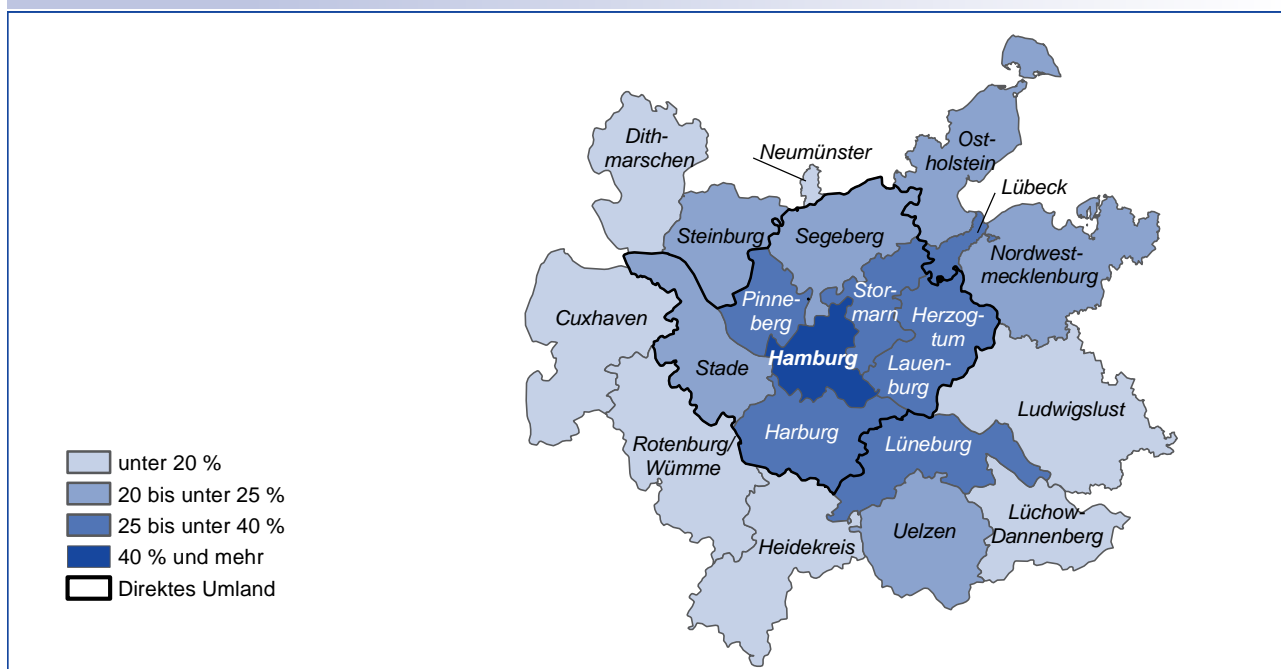 Dith-
marschen
Neumünster
Ost-
holstein
Lübeck
Steinburg
Segeberg
Nordwest-
mecklenburg
Pinne-
berg
Stor-
marn
Herzog-
tum
Lauen-
burg
Cuxhaven
Hamburg
Stade
Ludwigslust
Harburg
Lüneburg
Rotenburg/
Wümme
Lüchow-
Dannenberg
Uelzen
Heidekreis
unter 20 %
20 bis unter 25 %
25 bis unter 40 %
40 % und mehr
Direktes Umland